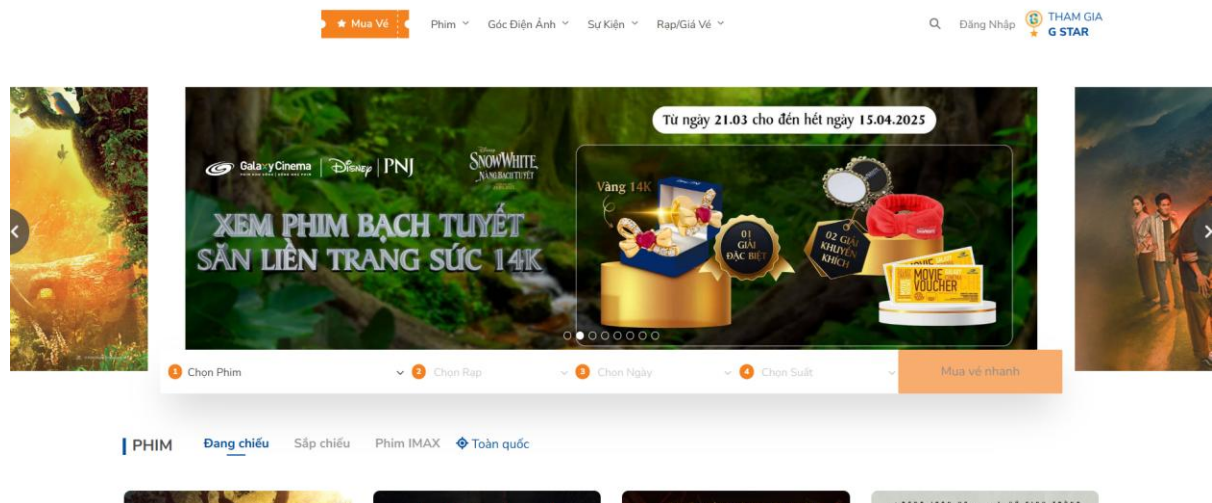 ★ Mua Vé
Phim
Góc Điện Ảnh
Sự Kiện
Rạp/Giá Vé
Đăng Nhập
THAM GIA
G STAR
Từ ngày 21.03 cho đến hết ngày 15.04.2025
Galaxy Cinema | Disney | PNJ
Disney
SNOW WHITE
NÀNG BẠCH TUYẾT
XEM PHIM BẠCH TUYẾT
SĂN LIỀN TRANG SỨC 14K
Vàng 14K
01
GIẢI
ĐẶC BIỆT
02 GIẢI
KHUYẾN
KHÍCH
MOVIE
VOUCHER
1 Chọn Phim
2 Chọn Rạp
3 Chọn Ngày
4 Chọn Suất
Mua vé nhanh
PHIM
Đang chiếu
Sắp chiếu
Phim IMAX
Toàn quốc